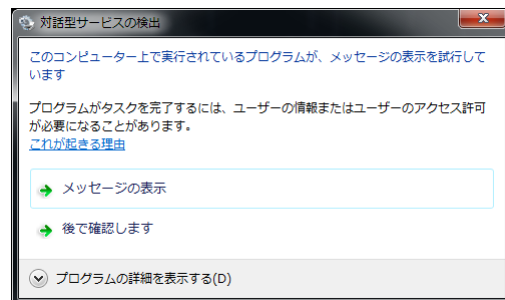 対話型サービスの検出
このコンピューター上で実行されているプログラムが、メッセージの表示を試行して
います
プログラムがタスクを完了するには、ユーザーの情報またはユーザーのアクセス許可
が必要になることがあります。
これが起きる理由
メッセージの表示
後で確認します
プログラムの詳細を表示する(D)